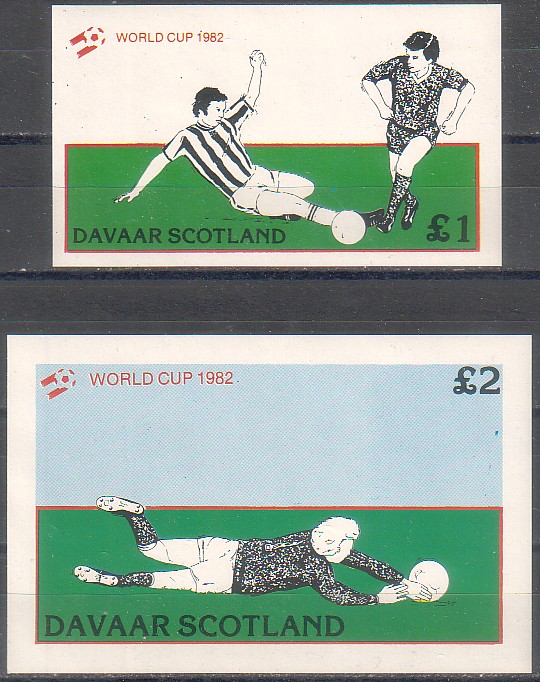 WORLD CUP 1982
DAVAAR SCOTLAND
£1
WORLD CUP 1982
£2
DAVAAR SCOTLAND